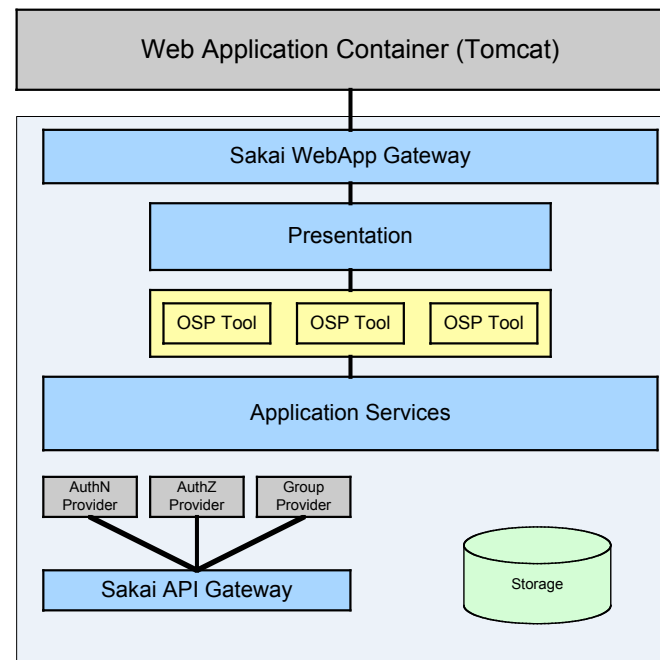 Web Application Container (Tomcat)
Sakai WebApp Gateway
Presentation
OSP Tool
OSP Tool
OSP Tool
Application Services
AuthN
Provider
AuthZ
Provider
Group
Provider
Sakai API Gateway
Storage